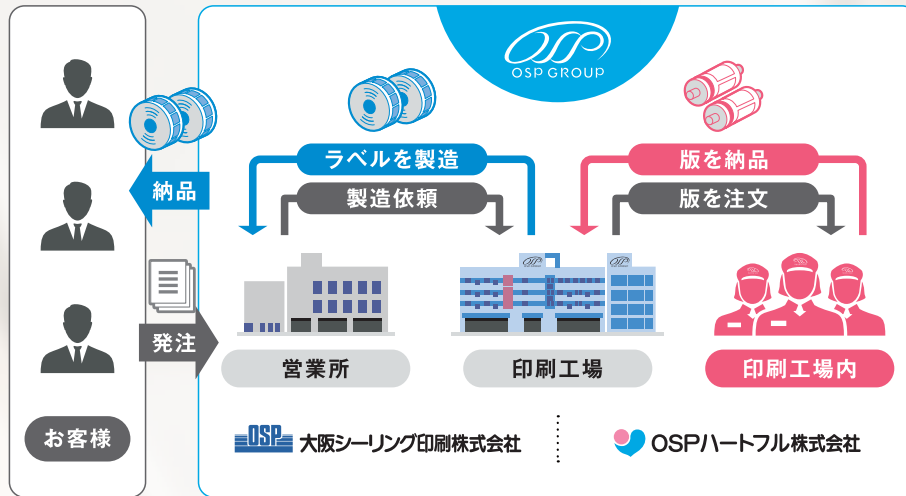 OSP
OSP GROUP
ラベルを製造
版を納品
納品
製造依頼
版を注文
発注
営業所
印刷工場
印刷工場内
お客様
OSP 大阪シーリング印刷株式会社
OSPハートフル株式会社